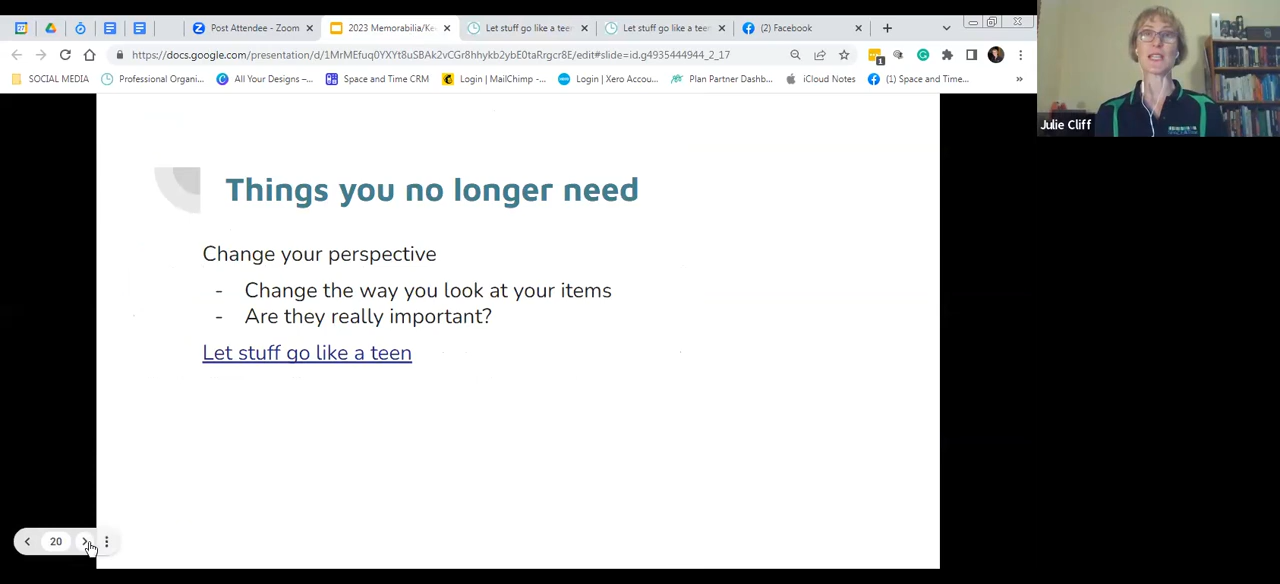 Post Attendee - Zoom
2023 Memorabilia/Ke
Let stuff go like a tee
Let stuff go like a teen
(2) Facebook
https://docs.google.com/presentation/d/1MrMEfuq0YXYt8uSBAk2vCGr8hhykb2ybE0taRrgcr8E/edit#slide=id.g4935444944_2_17
SOCIAL MEDIA
Professional Organi...
All Your Designs –...
Space and Time CRM
Login | MailChimp -...
Login | Xero Accou...
Plan Partner Dashb...
iCloud Notes
(1) Space and Time...
Julie Cliff
Things you no longer need
Change your perspective
- Change the way you look at your items
- Are they really important?
Let stuff go like a teen
20